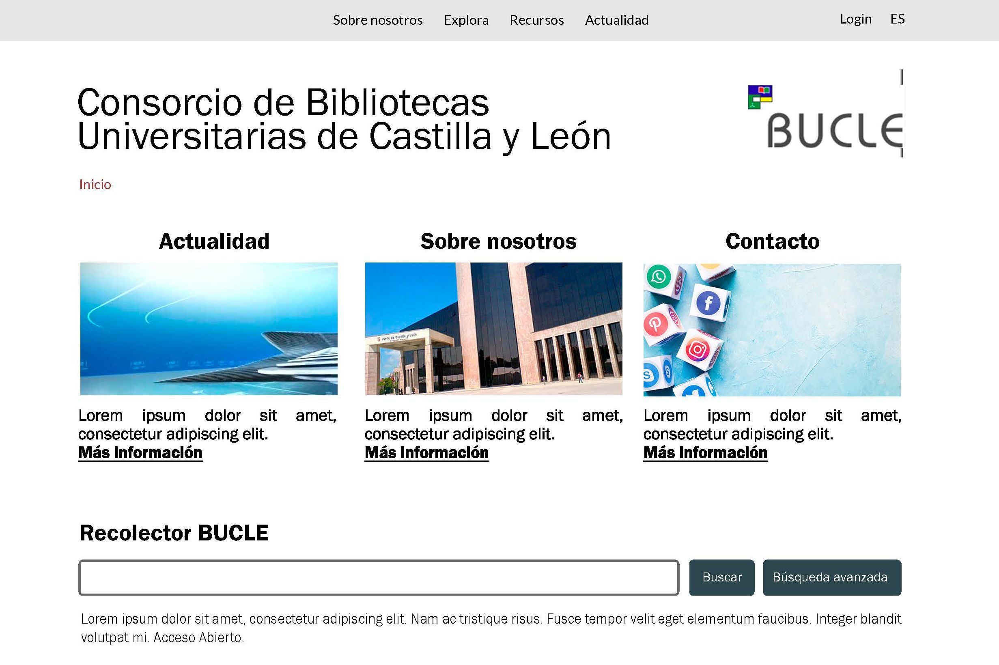 Sobre nosotros Explora Recursos Actualidad Login ES
Consorcio de Bibliotecas
Universitarias de Castilla y León
BUCLE
Inicio
Actualidad
Sobre nosotros
Contacto
Junta de Castilla y León
Lorem ipsum dolor sit amet,
consectetur adipiscing elit.
Más Información
Lorem ipsum dolor sit amet,
consectetur adipiscing elit.
Más Información
Lorem ipsum dolor sit amet,
consectetur adipiscing elit.
Más Información
Recolector BUCLE
Buscar
Búsqueda avanzada
Lorem ipsum dolor sit amet, consectetur adipiscing elit. Nam ac tristique risus. Fusce tempor velit eget elementum faucibus. Integer blandit
volutpat mi. Acceso Abierto.